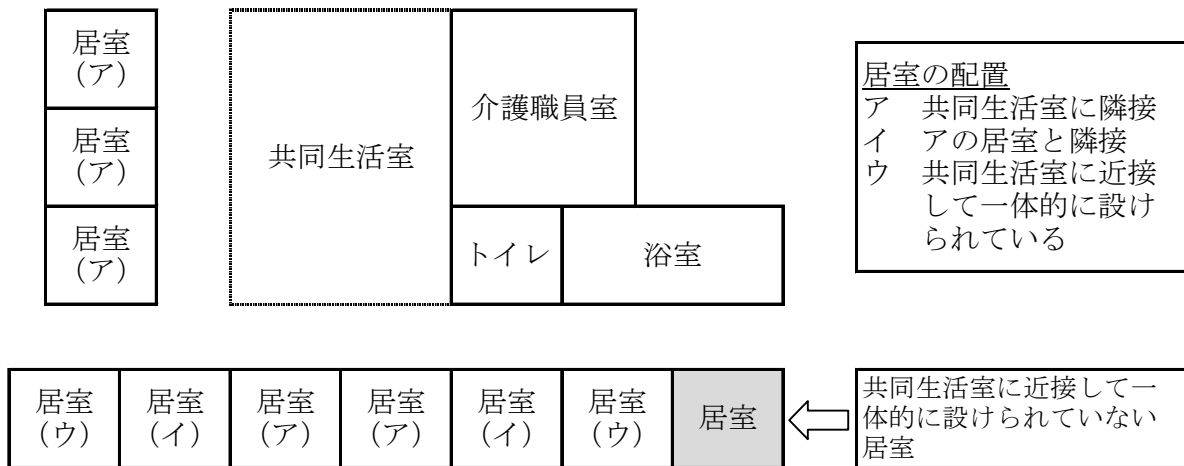 居室
（ア）
居室
（ア）
居室
（ア）
共同生活室
介護職員室
トイレ
浴室
居室の配置
ア　共同生活室に隣接
イ　アの居室と隣接
ウ　共同生活室に近接
して一体的に設け
られている
居室
（ウ）
居室
（イ）
居室
（ア）
居室
（ア）
居室
（イ）
居室
（ウ）
居室
共同生活室に近接して一
体的に設けられていない
居室